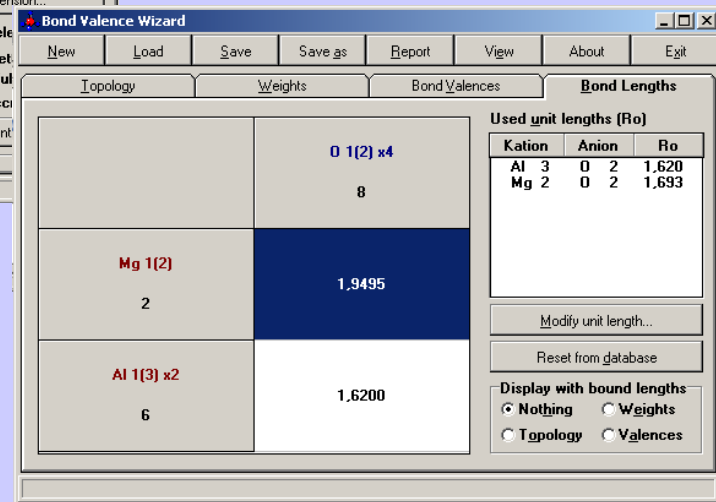 Bond Valence Wizard
New Load Save Save as Report View About Exit
Topology Weights Bond Valences Bond Lengths
O 1(2) x4
8
Mg 1(2)
2
1,9495
Al 1(3) x2
6
1,6200
Used unit lengths (Ro)
Kation Anion Ro
Al 3 O 2 1,620
Mg 2 O 2 1,693
Modify unit length...
Reset from database
Display with bound lengths
Nothing Weights
Topology Valences